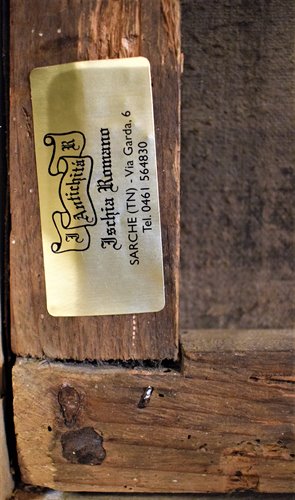 I Antichità R
Ischia Romano
SARCHE (TN) - Via Garda, 6
Tel. 0461 564830